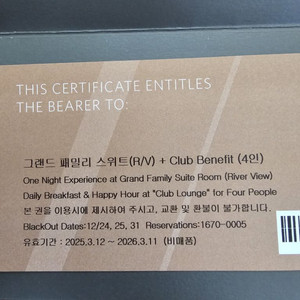 THIS CERTIFICATE ENTITLES
THE BEARER TO:
그랜드 패밀리 스위트(R/V) + Club Benefit (4인)
One Night Experience at Grand Family Suite Room (River View)
Daily Breakfast & Happy Hour at "Club Lounge" for Four People
본 권을 이용시에 제시하여 주시고, 교환 및 환불이 불가합니다.
BlackOut Dates:12/24, 25, 31 Reservations:1670-0005
유효기간 : 2025.3.12 ~ 2026.3.11 (비매품)